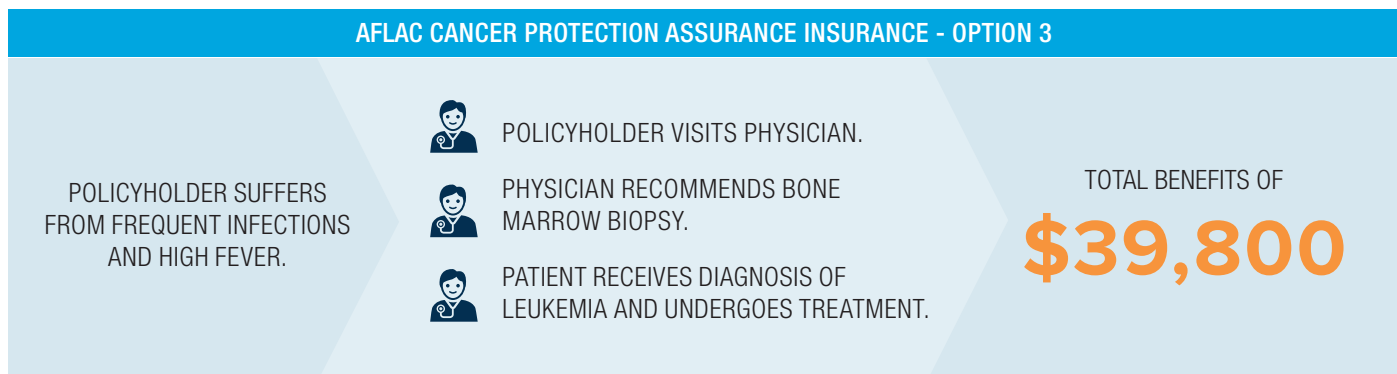 AFLAC CANCER PROTECTION ASSURANCE INSURANCE - OPTION 3
POLICYHOLDER SUFFERS
FROM FREQUENT INFECTIONS
AND HIGH FEVER.
POLICYHOLDER VISITS PHYSICIAN.
PHYSICIAN RECOMMENDS BONE
MARROW BIOPSY.
PATIENT RECEIVES DIAGNOSIS OF
LEUKEMIA AND UNDERGOES TREATMENT.
TOTAL BENEFITS OF
$39,800